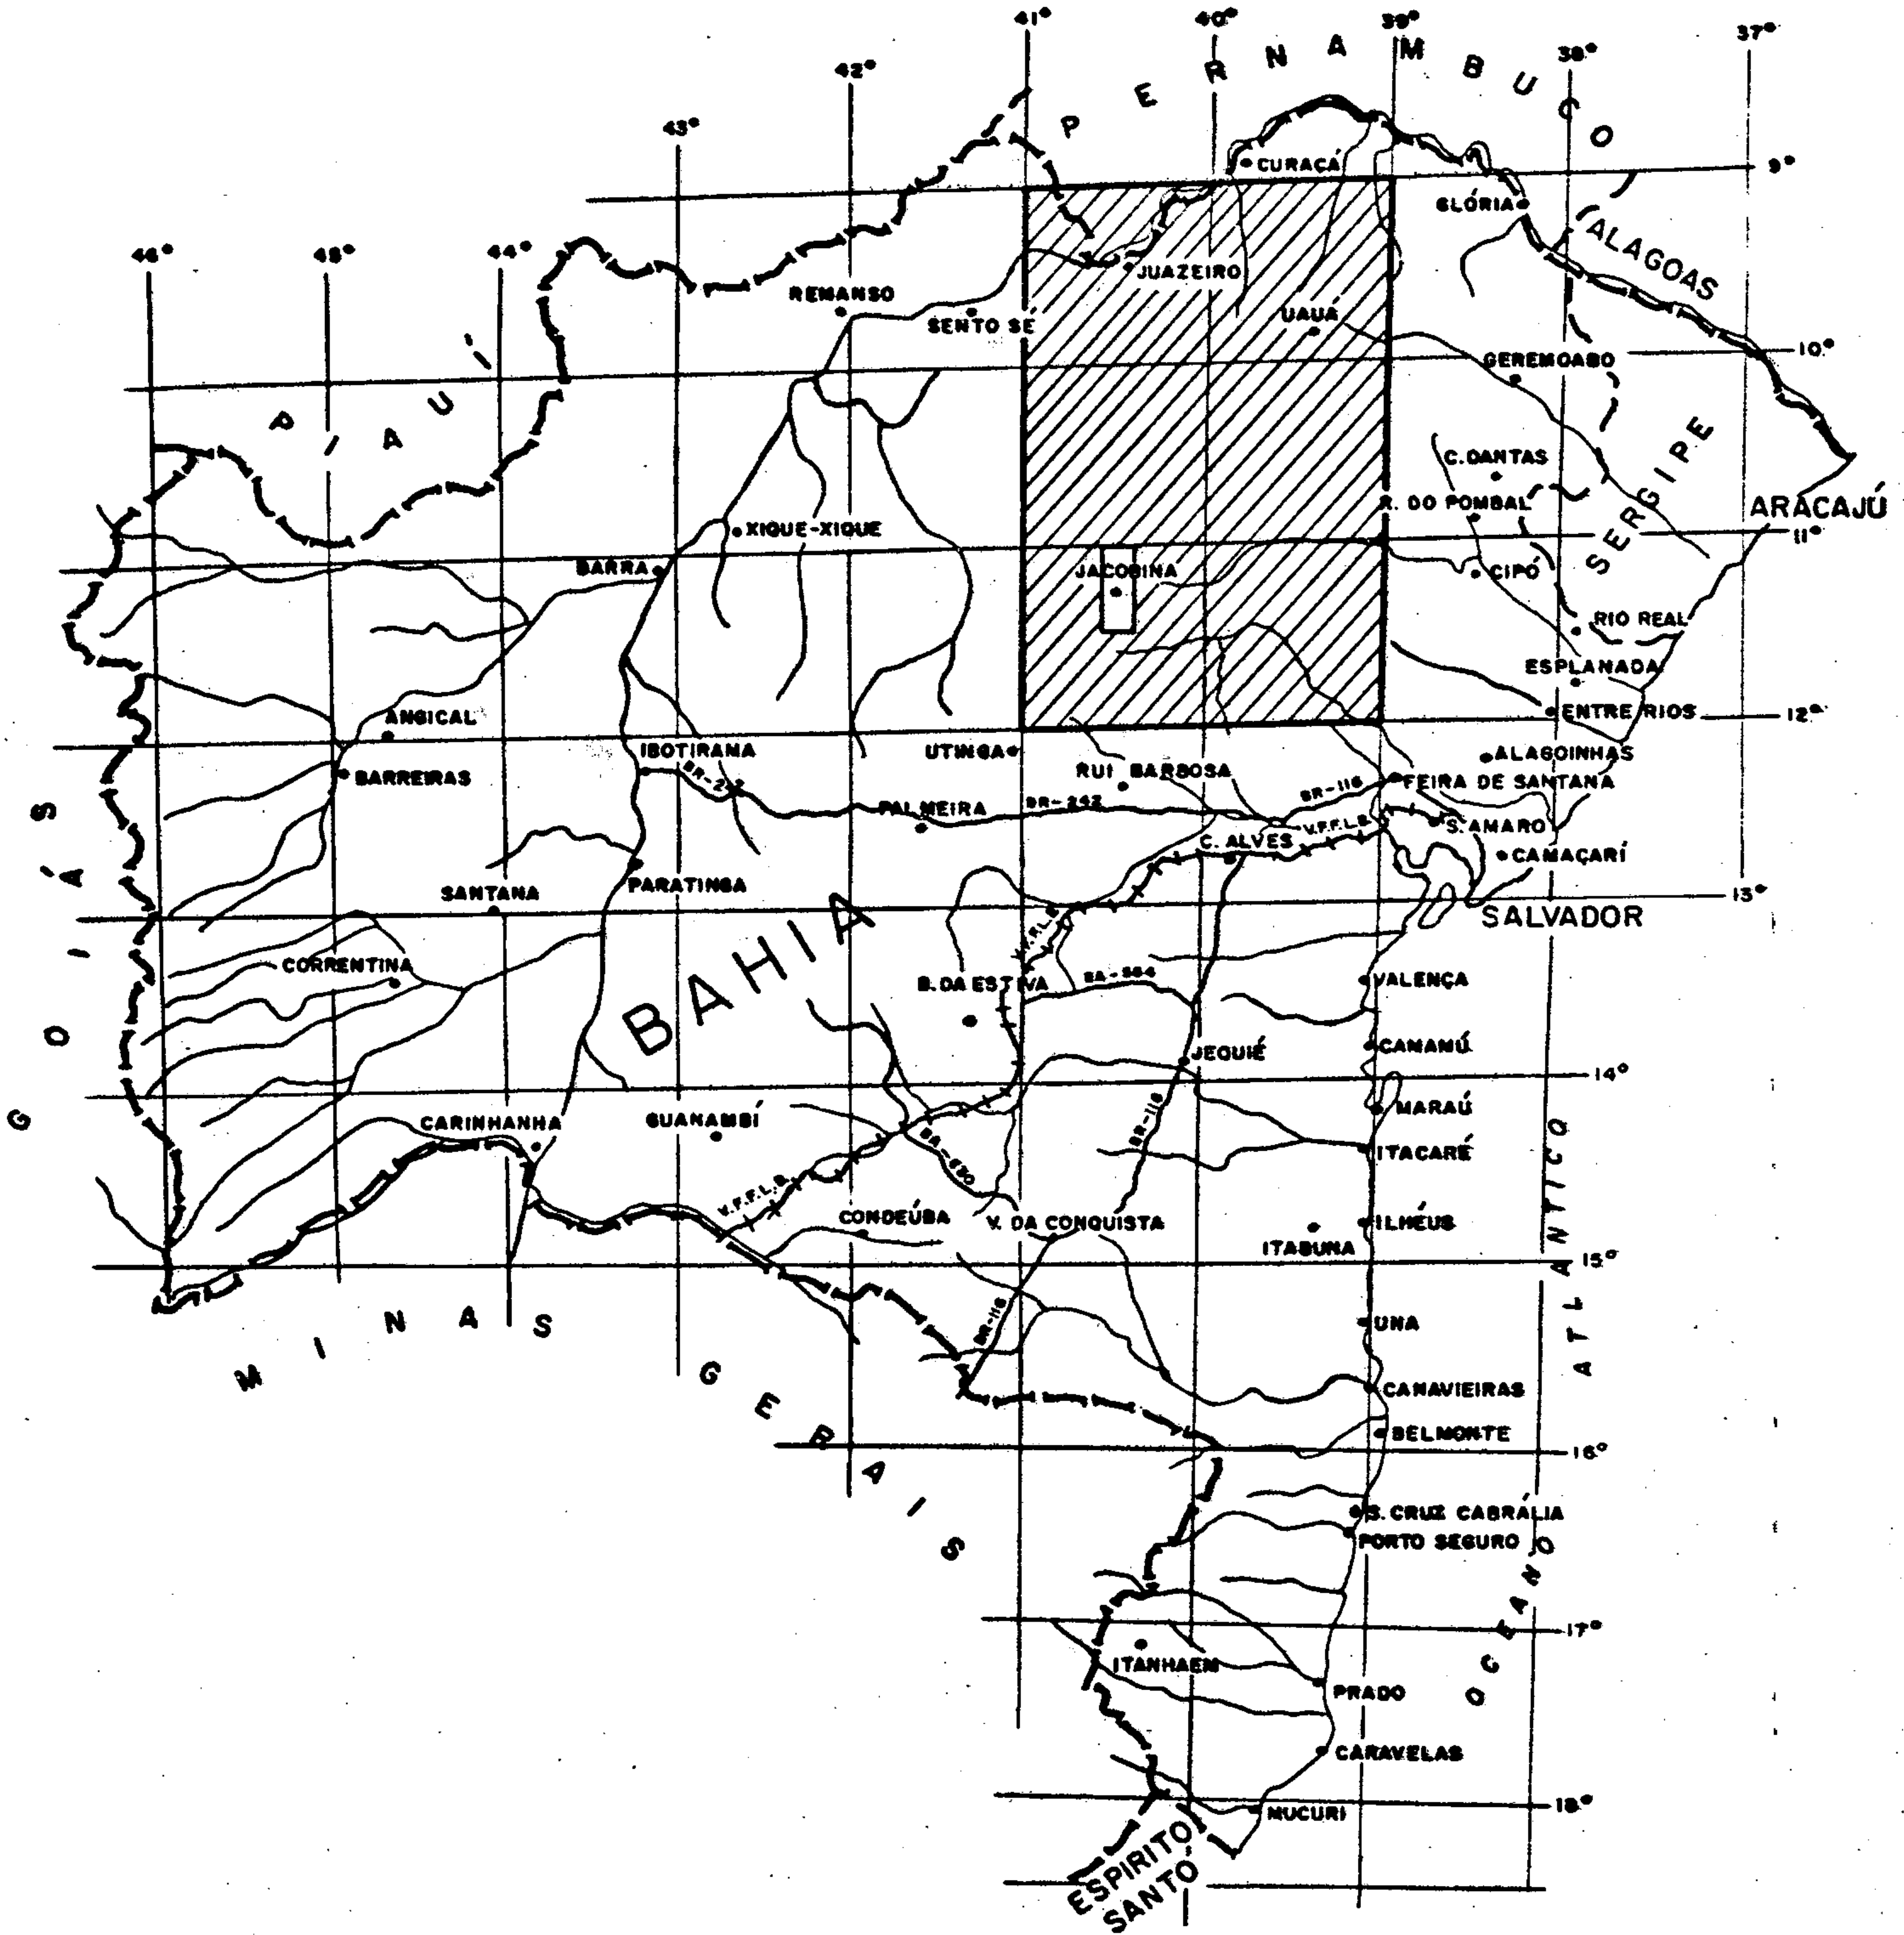 41°
40°
39°
38°
37°
42°
43°
46°
45°
44°
PERNAMBUCO
9°
CURAÇÁ
GLÓRIA
ALAGOAS
JUAZEIRO
REMANSO
SENTO SÉ
UAUÁ
10°
GEREMOABO
PIAUÍ
C. DANTAS
R. DO POMBAL
SERGIPE
ARACAJÚ
XIQUE-XIQUE
11°
BARRA
JACOBINA
CIPÓ
RIO REAL
ESPLANADA
ENTRE RIOS
12°
ANGICAL
IBOTIRAMA
UTINGA
ALAGOINHAS
BARREIRAS
BR-242
RUI BARBOSA
FEIRA DE SANTANA
BR-116
PALMEIRA
BR-242
V.F.F.L.B.
S. AMARO
C. ALVES
CAMAÇARÍ
GOIÁS
PARATINGA
SANTANA
13°
SALVADOR
BAHIA
V.F.F.L.B.
CORRENTINA
B. DA ESTIVA
VALENÇA
CAMAMÚ
JEQUIÉ
14°
MARAÚ
CARINHANHA
GUANAMBÍ
BR-116
ITACARÉ
V.F.F.L.B.
CONDEÚBA
V. DA CONQUISTA
ILHÉUS
ITABUNA
15°
OCEANO ATLANTICO
MINAS GERAIS
BR-116
UNA
CANAVIEIRAS
BELMONTE
16°
S. CRUZ CABRÁLIA
PORTO SEGURO
17°
ITANHAEM
PRADO
CARAVELAS
18°
MUCURI
ESPIRITO
SANTO